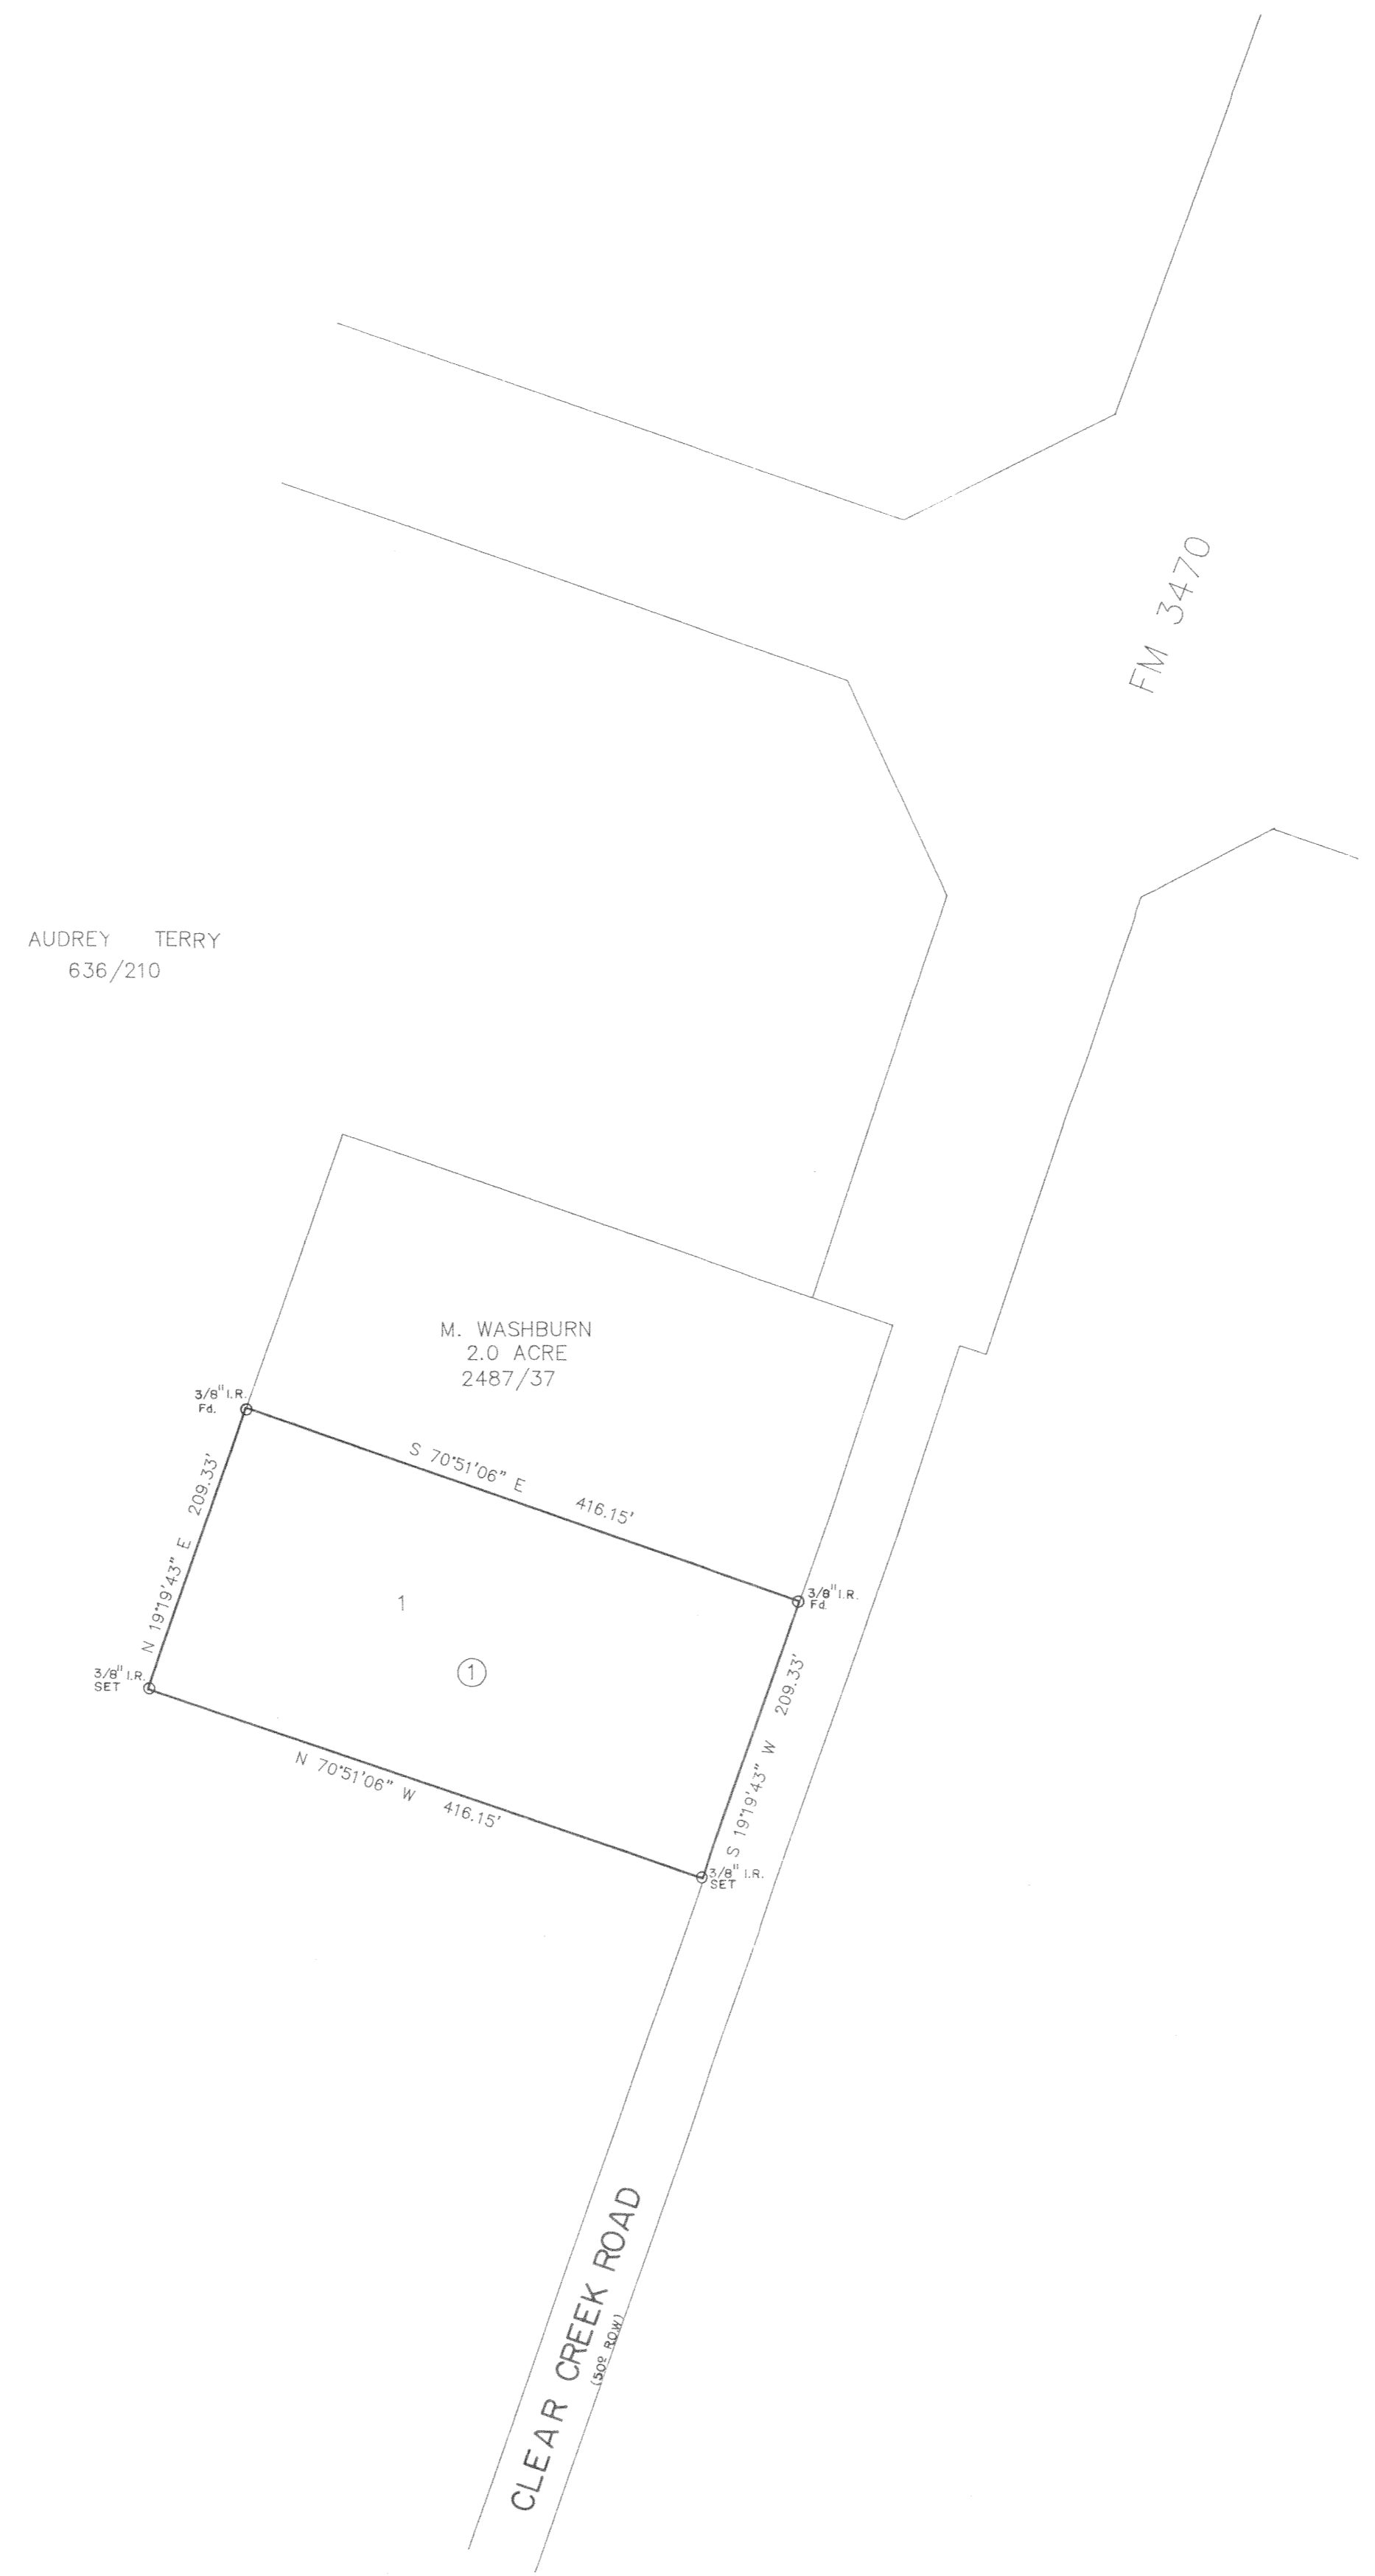 FM 3470
AUDREY TERRY
636/210
M. WASHBURN
2.0 ACRE
2487/37
3/8" I.R.
Fd.
S 70°51'06" E 416.15'
N 19°19'43" E 209.33'
3/8" I.R.
Fd.
1
1
3/8" I.R.
SET
S 19°19'43" W 209.33'
N 70°51'06" W 416.15'
3/8" I.R.
SET
CLEAR CREEK ROAD
(50º ROW)